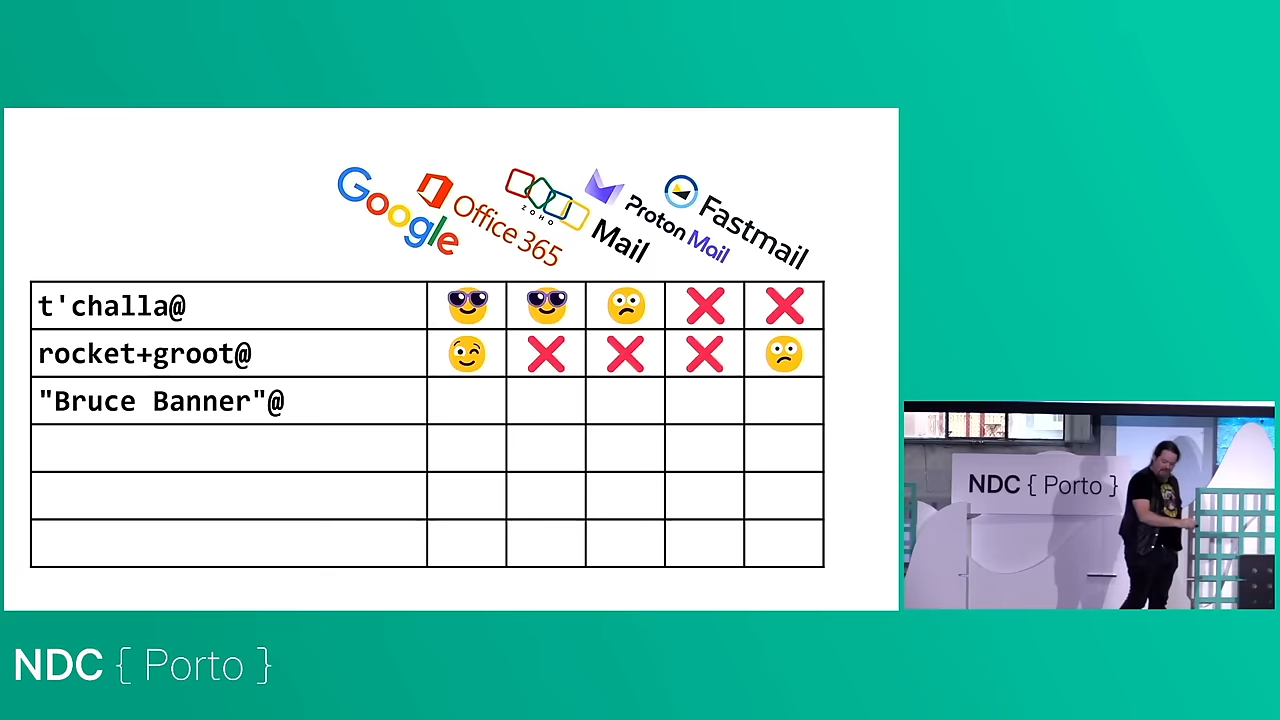 Google
Office 365
ZOHO
Mail
Proton Mail
Fastmail
t'challa@
rocket+groot@
"Bruce Banner"@
NDC { Porto }
NDC { Porto }